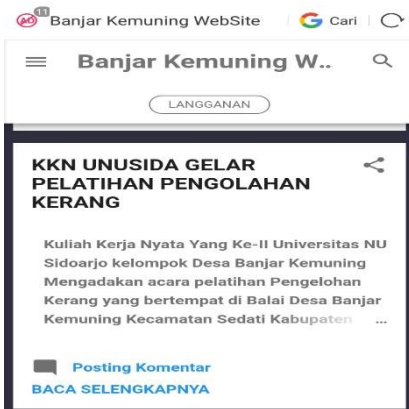 11
AD Banjar Kemuning WebSite
Cari
Banjar Kemuning W..
LANGGANAN
KKN UNUSIDA GELAR
PELATIHAN PENGOLAHAN
KERANG
Kuliah Kerja Nyata Yang Ke-II Universitas NU
Sidoarjo kelompok Desa Banjar Kemuning
Mengadakan acara pelatihan Pengelohan
Kerang yang bertempat di Balai Desa Banjar
Kemuning Kecamatan Sedati Kabupaten ...
Posting Komentar
BACA SELENGKAPNYA